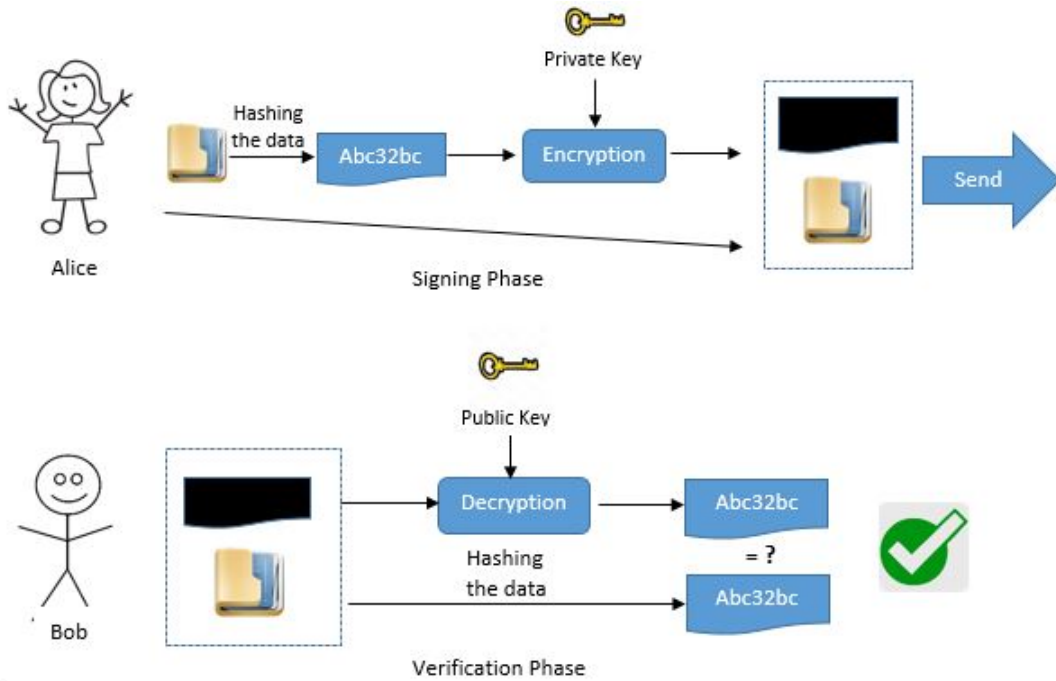 Private Key
Hashing
the data
Abc32bc
Encryption
Send
Alice
Signing Phase
Public Key
Decryption
Abc32bc
= ?
Hashing
the data
Abc32bc
Bob
Verification Phase